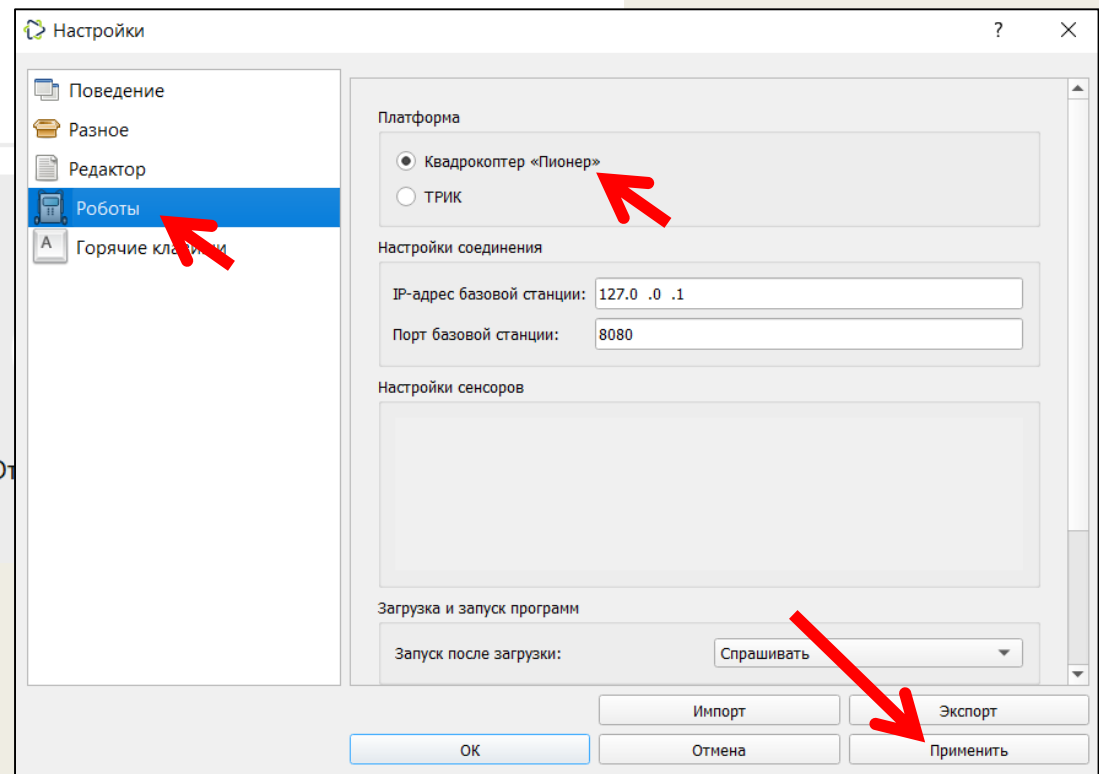 Настройки
?
Поведение
Разное
Редактор
Роботы
Горячие клавиши
Платформа
Квадрокоптер «Пионер»
ТРИК
Настройки соединения
IP-адрес базовой станции: 127.0 .0 .1
Порт базовой станции: 8080
Настройки сенсоров
Загрузка и запуск программ
Запуск после загрузки: Спрашивать
Импорт Экспорт
OK Отмена Применить